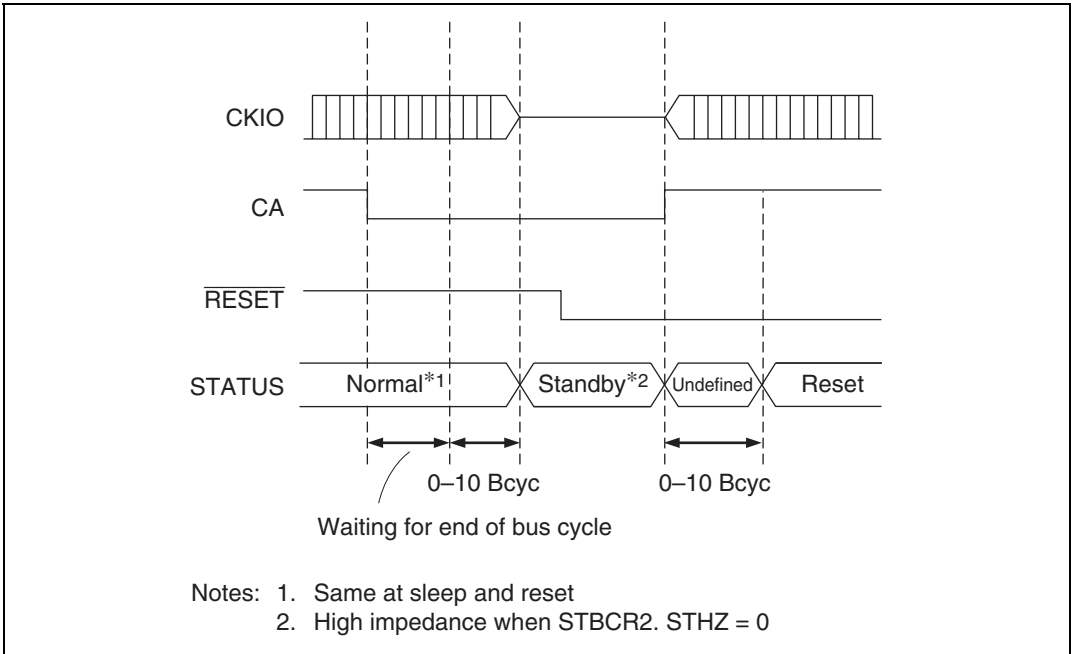 CKIO
CA
RESET
STATUS
Normal*1
Standby*2
Undefined
Reset
0–10 Bcyc
0–10 Bcyc
Waiting for end of bus cycle
Notes: 1. Same at sleep and reset
2. High impedance when STBCR2. STHZ = 0